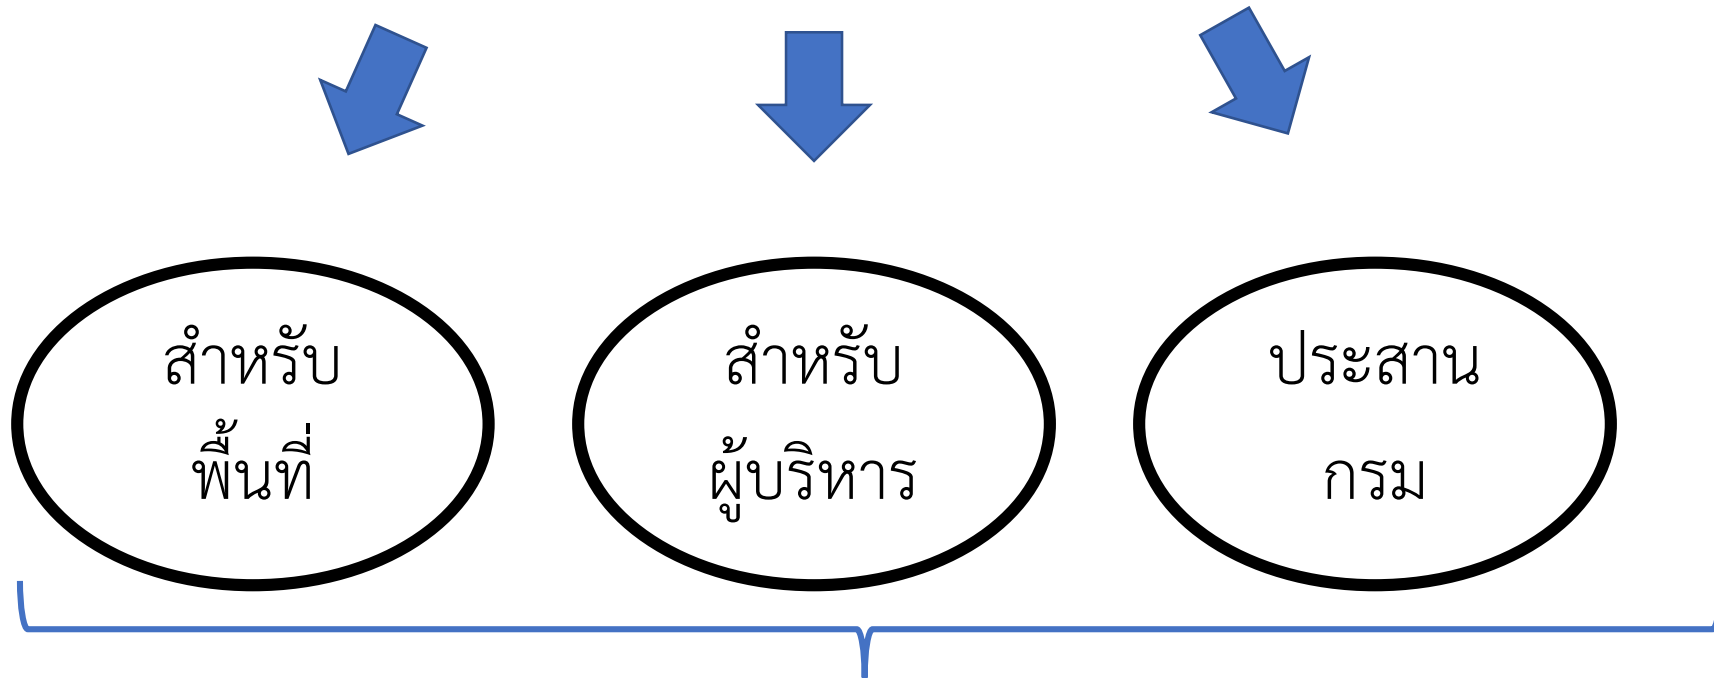 สำหรับ
พื้นที่
สำหรับ
ผู้บริหาร
ประสาน
กรม